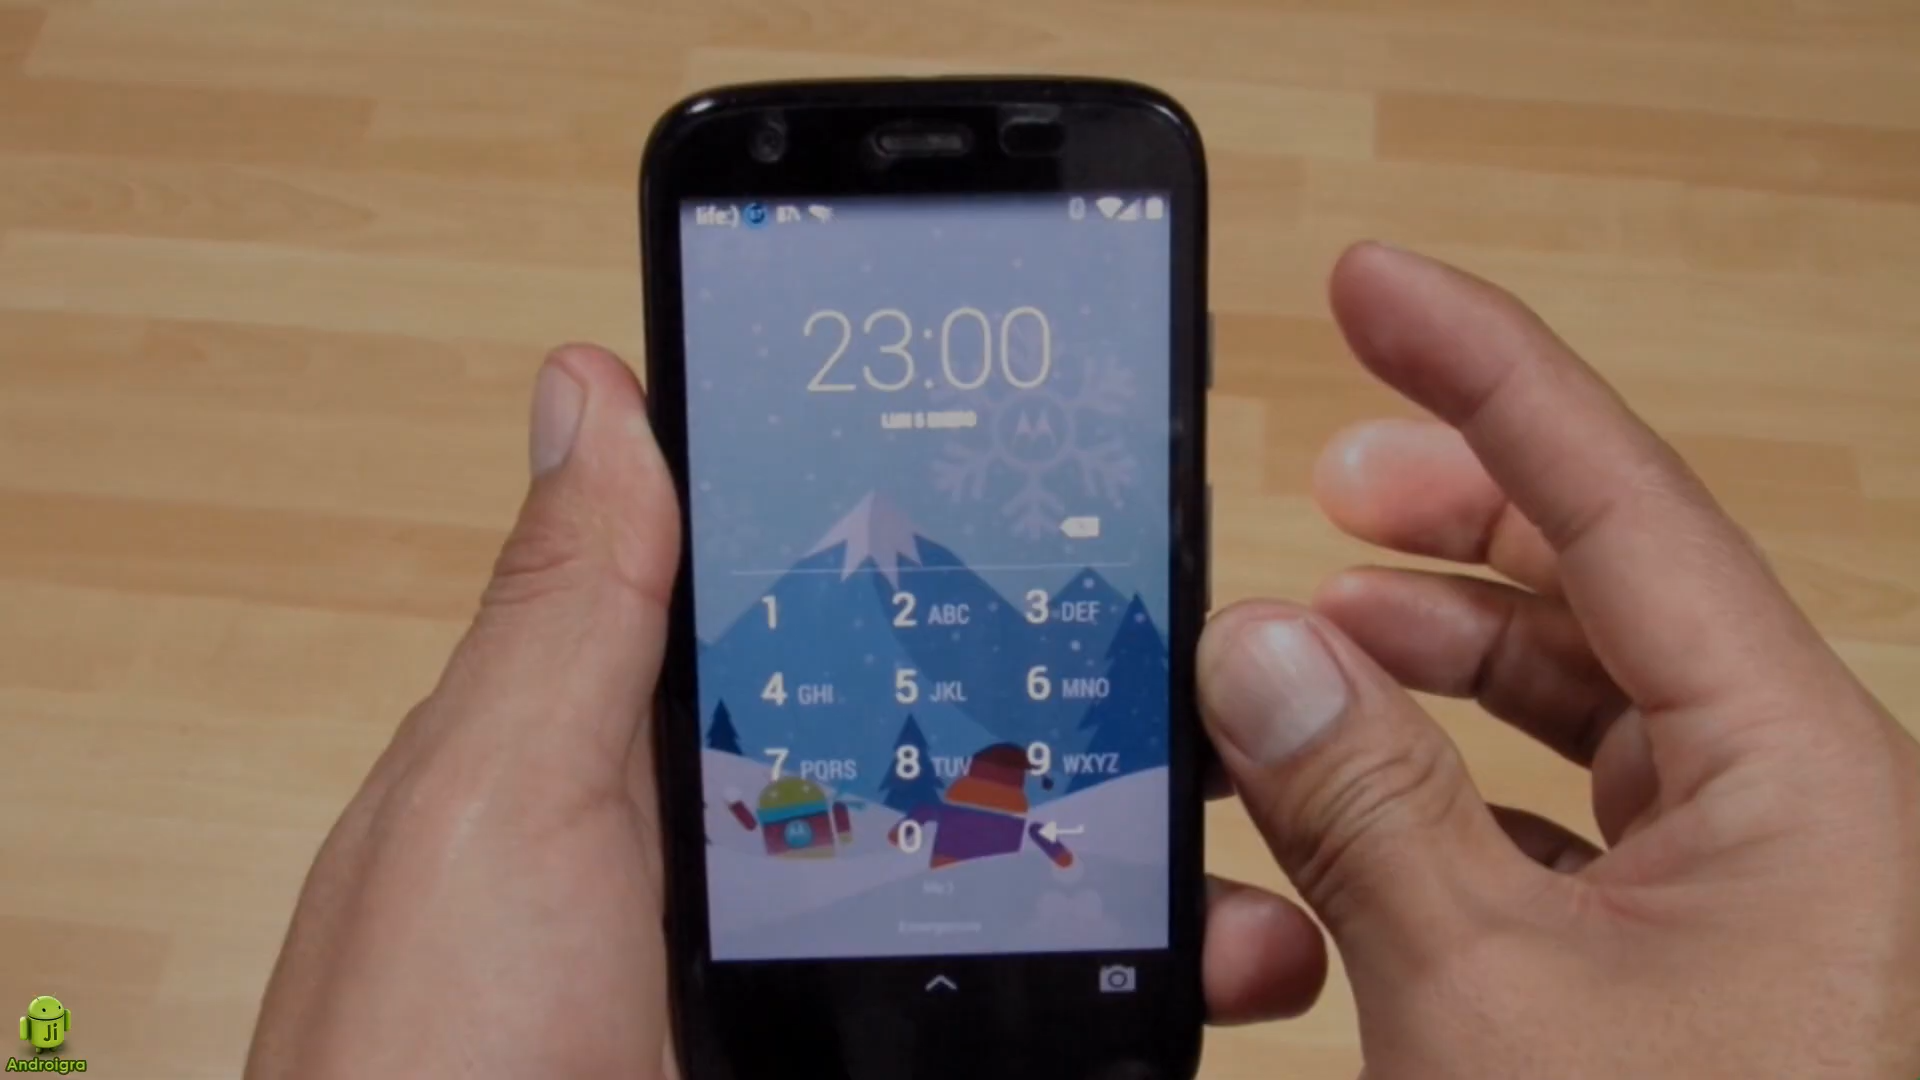 life:)
23:00
1
2 ABC
3 DEF
4 GHI
5 JKL
6 MNO
7 PQRS
8 TUV
9 WXYZ
0
Ji
Androigra